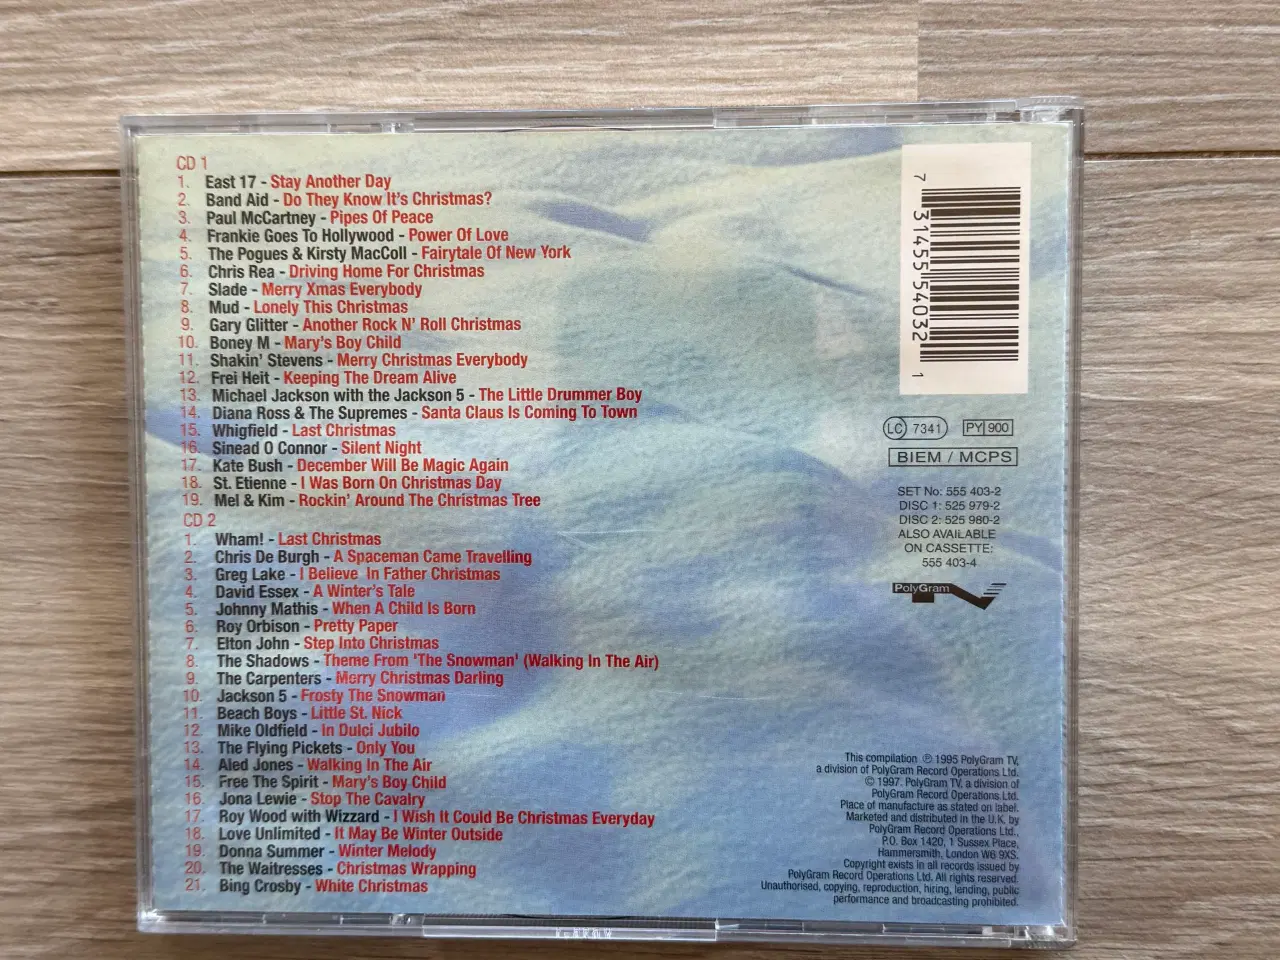 CD 1
1. East 17 - Stay Another Day
2. Band Aid - Do They Know It's Christmas?
3. Paul McCartney - Pipes Of Peace
4. Frankie Goes To Hollywood - Power Of Love
5. The Pogues & Kirsty MacColl - Fairytale Of New York
6. Chris Rea - Driving Home For Christmas
7. Slade - Merry Xmas Everybody
8. Mud - Lonely This Christmas
9. Gary Glitter - Another Rock N' Roll Christmas
10. Boney M - Mary's Boy Child
11. Shakin' Stevens - Merry Christmas Everybody
12. Frei Heit - Keeping The Dream Alive
13. Michael Jackson with the Jackson 5 - The Little Drummer Boy
14. Diana Ross & The Supremes - Santa Claus Is Coming To Town
15. Whigfield - Last Christmas
16. Sinead O Connor - Silent Night
17. Kate Bush - December Will Be Magic Again
18. St. Etienne - I Was Born On Christmas Day
19. Mel & Kim - Rockin' Around The Christmas Tree
CD 2
1. Wham! - Last Christmas
2. Chris De Burgh - A Spaceman Came Travelling
3. Greg Lake - I Believe In Father Christmas
4. David Essex - A Winter's Tale
5. Johnny Mathis - When A Child Is Born
6. Roy Orbison - Pretty Paper
7. Elton John - Step Into Christmas
8. The Shadows - Theme From 'The Snowman' (Walking In The Air)
9. The Carpenters - Merry Christmas Darling
10. Jackson 5 - Frosty The Snowman
11. Beach Boys - Little St. Nick
12. Mike Oldfield - In Dulci Jubilo
13. The Flying Pickets - Only You
14. Aled Jones - Walking In The Air
15. Free The Spirit - Mary's Boy Child
16. Jona Lewie - Stop The Cavalry
17. Roy Wood with Wizzard - I Wish It Could Be Christmas Everyday
18. Love Unlimited - It May Be Winter Outside
19. Donna Summer - Winter Melody
20. The Waitresses - Christmas Wrapping
21. Bing Crosby - White Christmas
7 31455 54032 1
LC 7341 PY 900
BIEM / MCPS
SET No: 555 403-2
DISC 1: 525 979-2
DISC 2: 525 980-2
ALSO AVAILABLE
ON CASSETTE:
555 403-4
PolyGram
This compilation ℗ 1995 PolyGram TV,
a division of PolyGram Record Operations Ltd.
© 1997. PolyGram TV, a division of
PolyGram Record Operations Ltd.
Place of manufacture as stated on label.
Marketed and distributed in the U.K. by
PolyGram Record Operations Ltd.,
P.O. Box 1420, 1 Sussex Place,
Hammersmith, London W6 9XS.
Copyright exists in all records issued by
PolyGram Record Operations Ltd. All rights reserved.
Unauthorised, copying, reproduction, hiring, lending, public
performance and broadcasting prohibited.